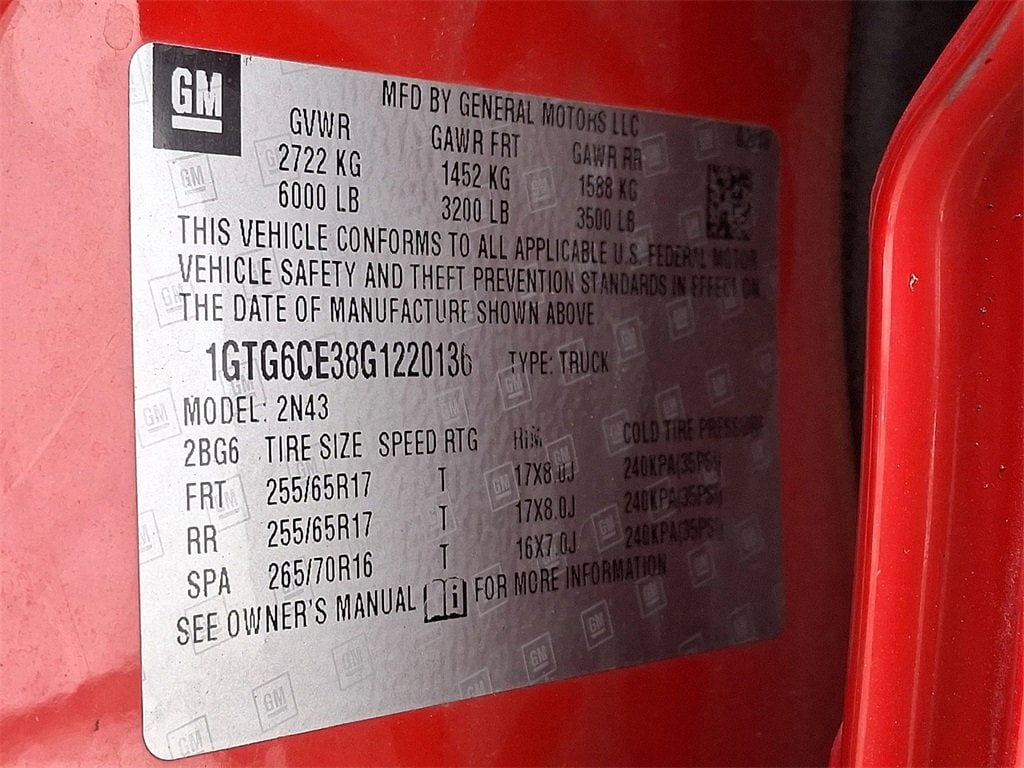 GM
MFD BY GENERAL MOTORS LLC
GVWR GAWR FRT GAWR RR
2722 KG 1452 KG 1588 KG
6000 LB 3200 LB 3500 LB
THIS VEHICLE CONFORMS TO ALL APPLICABLE U.S. FEDERAL MOTOR
VEHICLE SAFETY AND THEFT PREVENTION STANDARDS IN EFFECT ON
THE DATE OF MANUFACTURE SHOWN ABOVE.
1GTG6CE38G1220136 TYPE: TRUCK
MODEL: 2N43
2BG6 TIRE SIZE SPEED RTG RIM COLD TIRE PRESSURE
FRT 255/65R17 T 17X8.0J 240KPA(35PSI)
RR 255/65R17 T 17X8.0J 240KPA(35PSI)
SPA 265/70R16 T 16X7.0J 240KPA(35PSI)
SEE OWNER'S MANUAL i FOR MORE INFORMATION